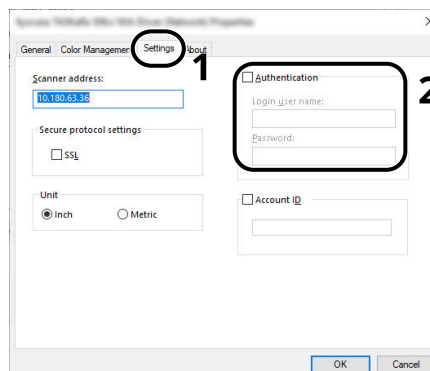 General Color Management Settings About
1
Scanner address:
10.180.63.36
Secure protocol settings
SSL
Unit
Inch Metric
Authentication
Login user name:
Password:
2
Account ID
OK Cancel